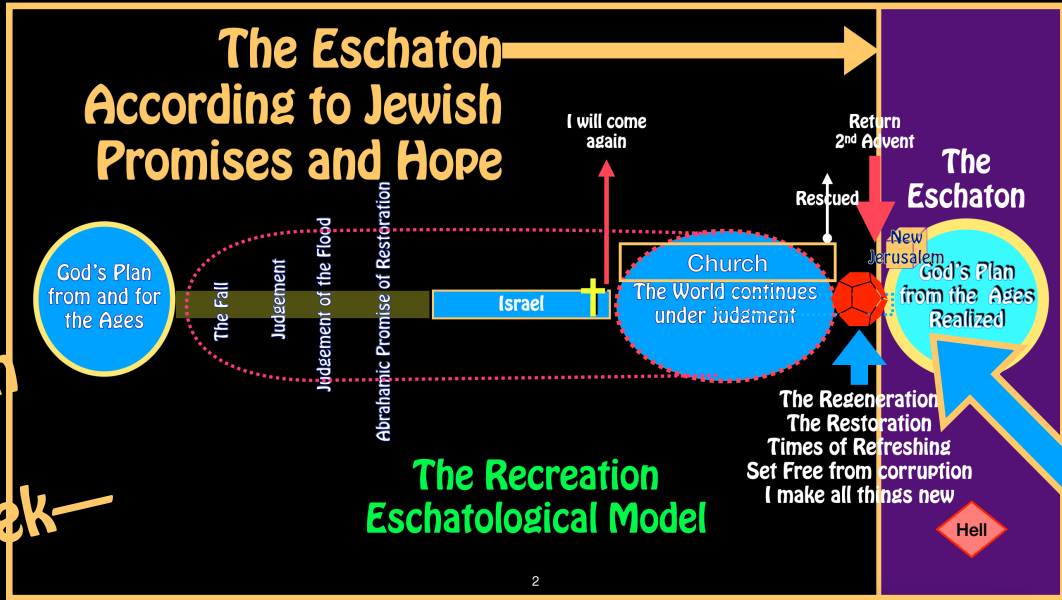 The Eschaton
According to Jewish
Promises and Hope
I will come
again
Return
2nd Advent
The
Eschaton
Rescued
New
Jerusalem
God's Plan
from and for
the Ages
The Fall
Judgement
Judgement of the Flood
Abrahamic Promise of Restoration
Israel
Church
The World continues
under Judgment
God's Plan
from the Ages
Realized
The Regeneration
The Restoration
Times of Refreshing
Set Free from corruption
I make all things new
The Recreation
Eschatological Model
Hell
2